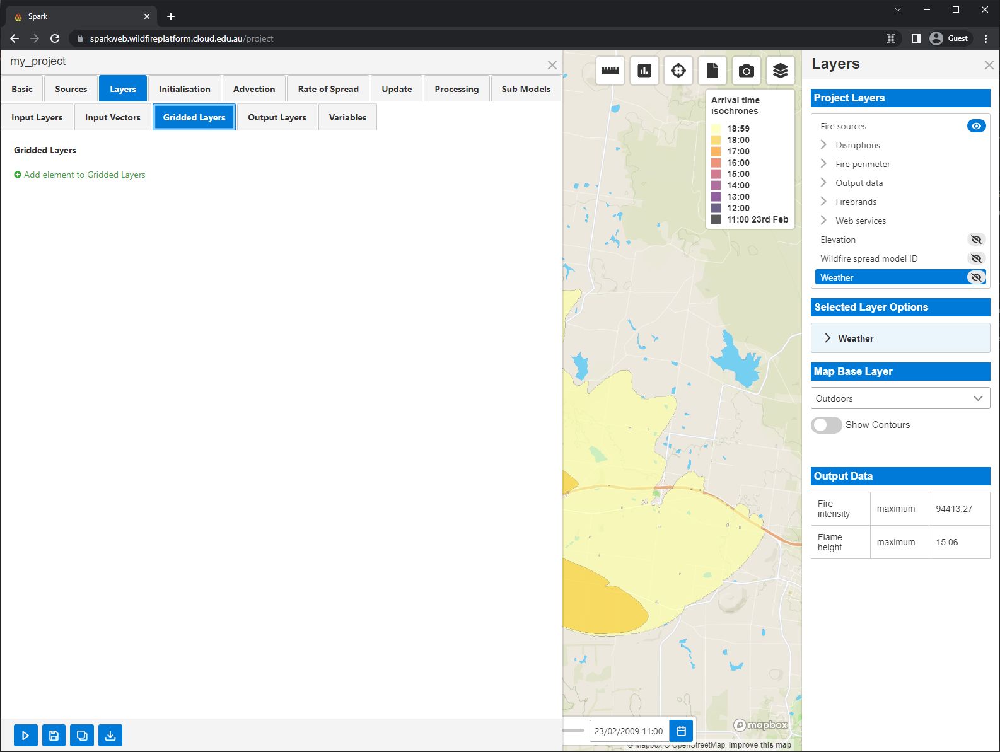 Spark
sparkweb.wildfireplatform.cloud.edu.au/project
Guest
my_project
Basic
Sources
Layers
Initialisation
Advection
Rate of Spread
Update
Processing
Sub Models
Input Layers
Input Vectors
Gridded Layers
Output Layers
Variables
Gridded Layers
Add element to Gridded Layers
Arrival time
isochrones
18:59
18:00
17:00
16:00
15:00
14:00
13:00
12:00
11:00 23rd Feb
23/02/2009 11:00
mapbox
© Mapbox © OpenStreetMap Improve this map
Layers
Project Layers
Fire sources
Disruptions
Fire perimeter
Output data
Firebrands
Web services
Elevation
Wildfire spread model ID
Weather
Selected Layer Options
Weather
Map Base Layer
Outdoors
Show Contours
Output Data
Fire
intensity
maximum
94413.27
Flame
height
maximum
15.06